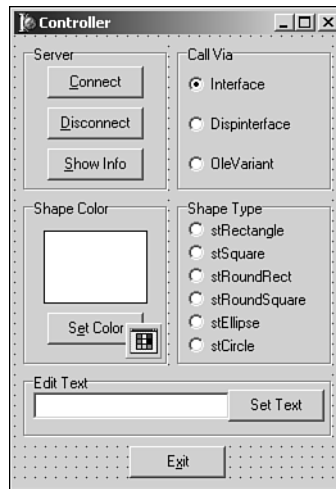 Controller
Server
Connect
Disconnect
Show Info
Call Via
Interface
Dispinterface
OleVariant
Shape Color
Set Color
Shape Type
stRectangle
stSquare
stRoundRect
stRoundSquare
stEllipse
stCircle
Edit Text
Set Text
Exit